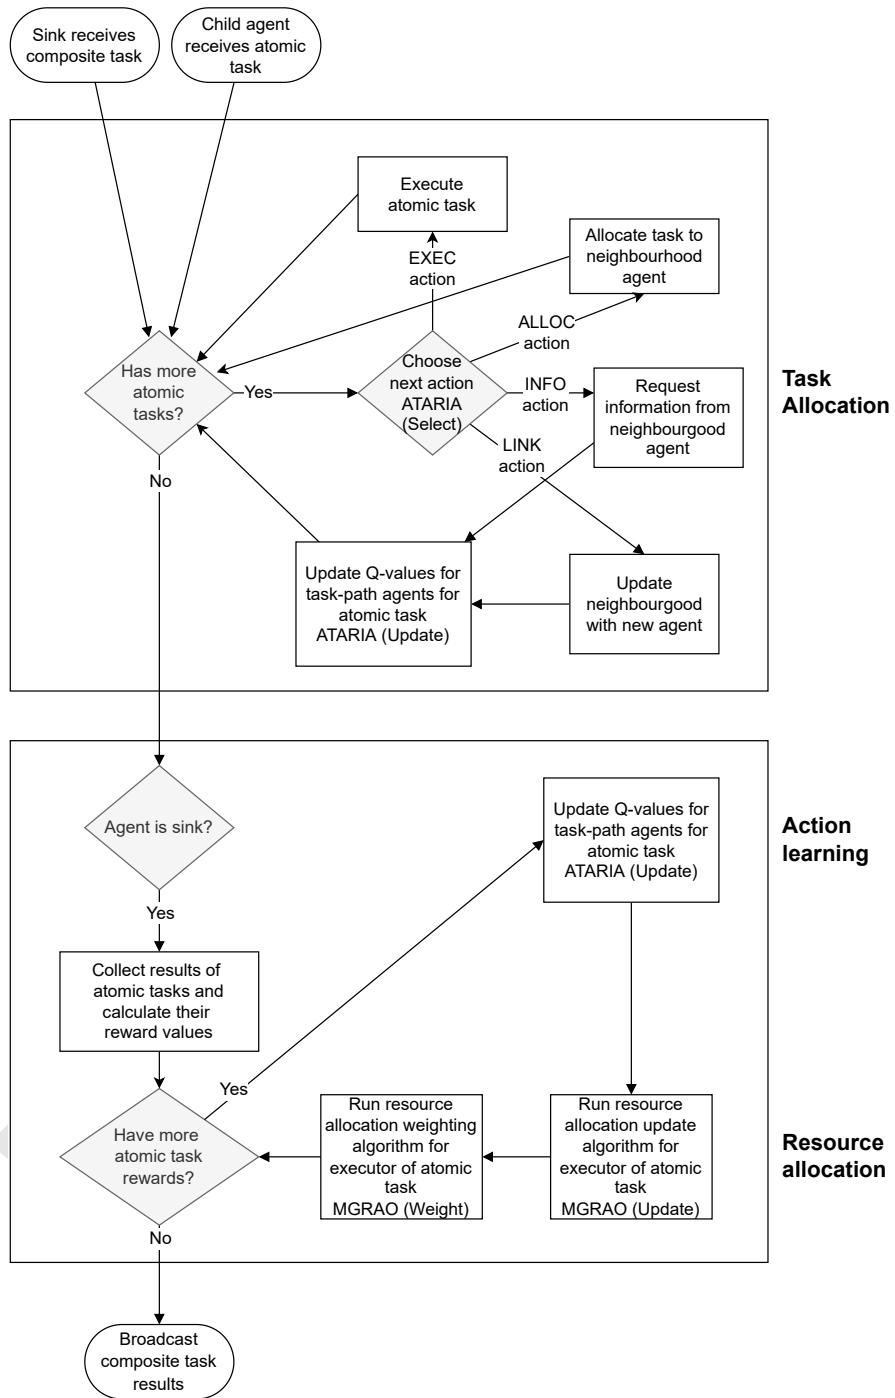 Sink receives
composite task
Child agent
receives atomic
task
Execute
atomic task
Allocate task to
neighbourhood
agent
EXEC
action
ALLOC
action
Has more
atomic
tasks?
Yes
Choose
next action
ATARIA
(Select)
INFO
action
Request
information from
neighbourgood
agent
Task
Allocation
LINK
action
No
Update Q-values for
task-path agents for
atomic task
ATARIA (Update)
Update
neighbourgood
with new agent
Agent is sink?
Update Q-values for
task-path agents for
atomic task
ATARIA (Update)
Action
learning
Yes
Collect results of
atomic tasks and
calculate their
reward values
Yes
Have more
atomic task
rewards?
Run resource
allocation weighting
algorithm for
executor of atomic
task
MGRAO (Weight)
Run resource
allocation update
algorithm for
executor of atomic
task
MGRAO (Update)
Resource
allocation
No
Broadcast
composite task
results